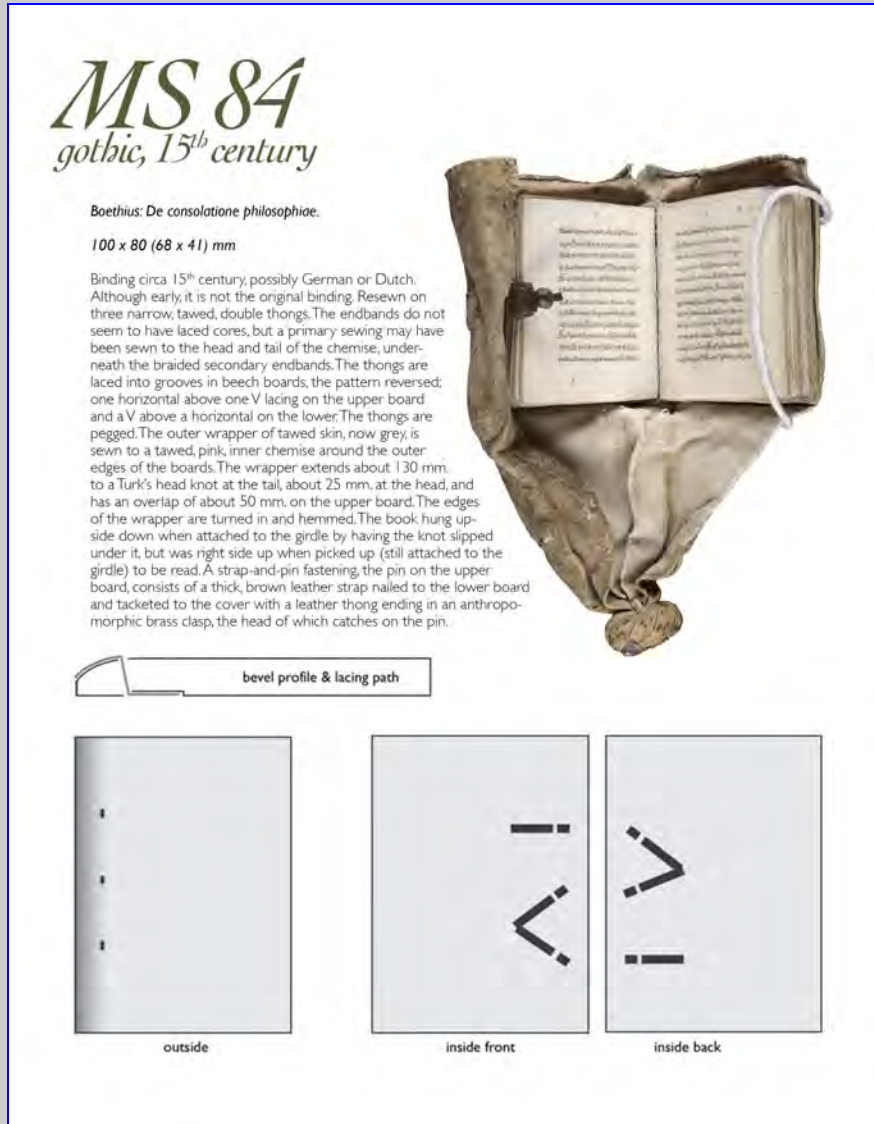 MS 84
gothic, 15th century
Boethius: De consolatione philosophiae.
100 x 80 (68 x 41) mm
Binding circa 15th century, possibly German or Dutch.
Although early, it is not the original binding. Resewn on
three narrow, tawed, double thongs. The endbands do not
seem to have laced cores, but a primary sewing may have
been sewn to the head and tail of the chemise, under-
neath the braided secondary endbands. The thongs are
laced into grooves in beech boards, the pattern reversed;
one horizontal above one V lacing on the upper board
and a V above a horizontal on the lower. The thongs are
pegged. The outer wrapper of tawed skin, now grey, is
sewn to a tawed, pink, inner chemise around the outer
edges of the boards. The wrapper extends about 130 mm.
to a Turk's head knot at the tail, about 25 mm. at the head, and
has an overlap of about 50 mm. on the upper board. The edges
of the wrapper are turned in and hemmed. The book hung up-
side down when attached to the girdle by having the knot slipped
under it, but was right side up when picked up (still attached to the
girdle) to be read. A strap-and-pin fastening, the pin on the upper
board, consists of a thick, brown leather strap nailed to the lower board
and tacketed to the cover with a leather thong ending in an anthropo-
morphic brass clasp, the head of which catches on the pin.
bevel profile & lacing path
outside
inside front
inside back